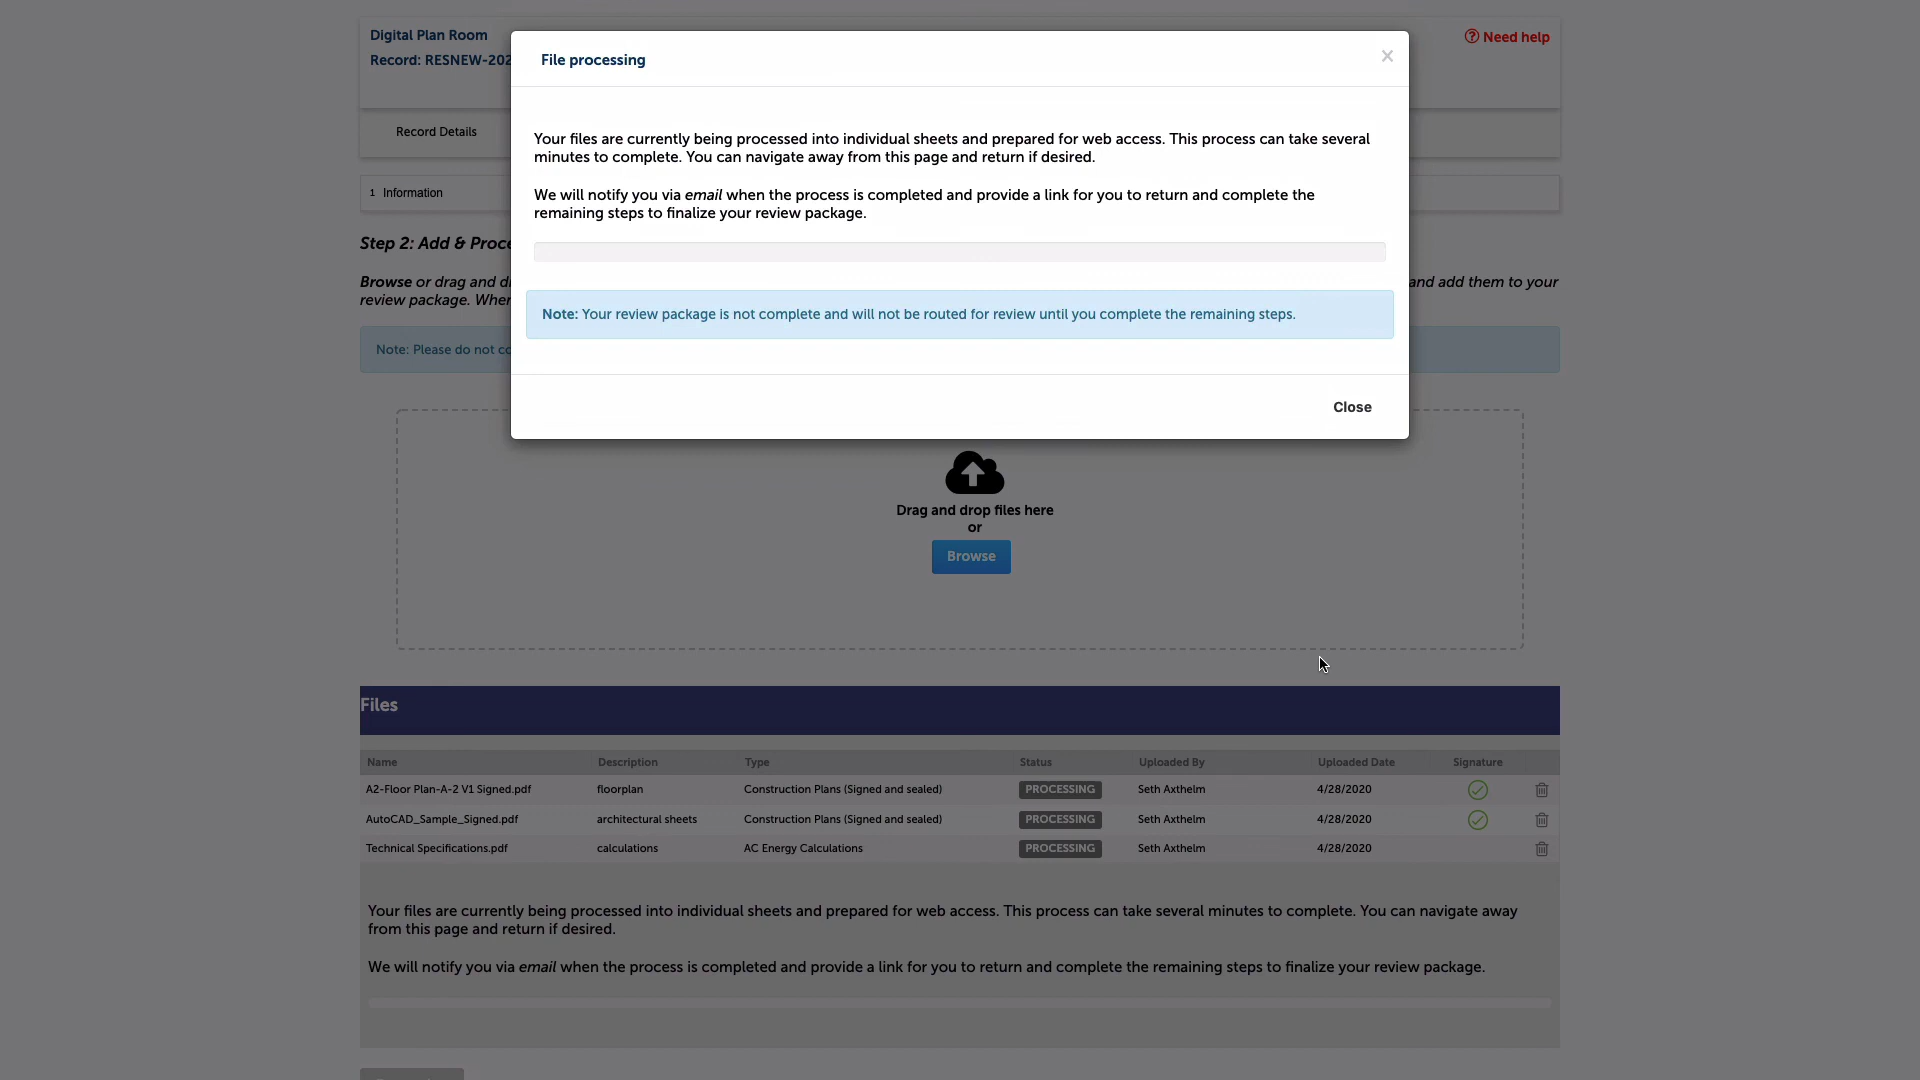 Digital Plan Room
Need help
Record: RESNEW-202
File processing
×
Record Details
Your files are currently being processed into individual sheets and prepared for web access. This process can take several
minutes to complete. You can navigate away from this page and return if desired.
1 Information
We will notify you via email when the process is completed and provide a link for you to return and complete the
remaining steps to finalize your review package.
Step 2: Add & Proce
Browse or drag and d
and add them to your
review package. Wher
Note: Your review package is not complete and will not be routed for review until you complete the remaining steps.
Note: Please do not co
Close
Drag and drop files here
or
Browse
Files
Name Description Type Status Uploaded By Uploaded Date Signature
A2-Floor Plan-A-2 V1 Signed.pdf floorplan Construction Plans (Signed and sealed) PROCESSING Seth Axthelm 4/28/2020
AutoCAD_Sample_Signed.pdf architectural sheets Construction Plans (Signed and sealed) PROCESSING Seth Axthelm 4/28/2020
Technical Specifications.pdf calculations AC Energy Calculations PROCESSING Seth Axthelm 4/28/2020
Your files are currently being processed into individual sheets and prepared for web access. This process can take several minutes to complete. You can navigate away
from this page and return if desired.
We will notify you via email when the process is completed and provide a link for you to return and complete the remaining steps to finalize your review package.